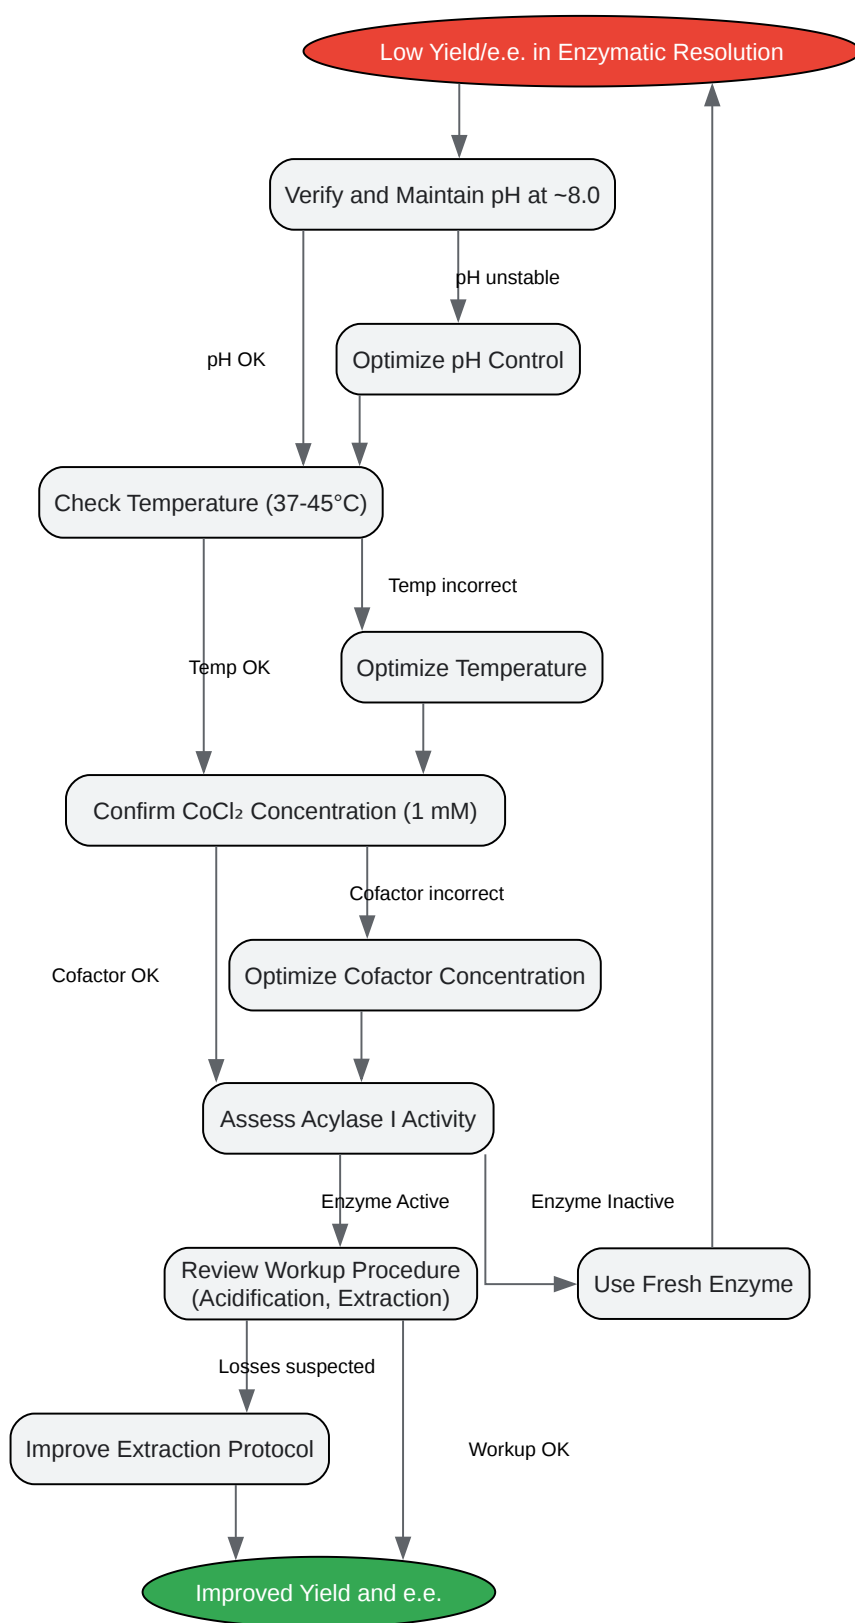 Low Yield/e.e. in Enzymatic Resolution
Verify and Maintain pH at ~8.0
pH unstable
pH OK
Optimize pH Control
Check Temperature (37-45°C)
Temp incorrect
Temp OK
Optimize Temperature
Confirm CoCl₂ Concentration (1 mM)
Cofactor incorrect
Cofactor OK
Optimize Cofactor Concentration
Assess Acylase I Activity
Enzyme Active
Enzyme Inactive
Review Workup Procedure
(Acidification, Extraction)
Use Fresh Enzyme
Losses suspected
Improve Extraction Protocol
Workup OK
Improved Yield and e.e.